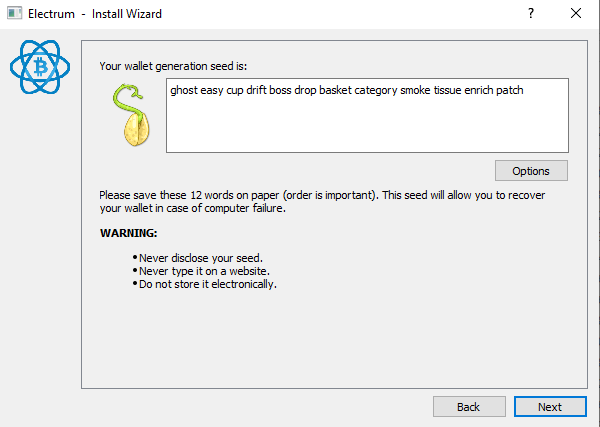 Electrum - Install Wizard
Your wallet generation seed is:
ghost easy cup drift boss drop basket category smoke tissue enrich patch
Options
Please save these 12 words on paper (order is important). This seed will allow you to recover
your wallet in case of computer failure.
WARNING:
• Never disclose your seed.
• Never type it on a website.
• Do not store it electronically.
Back
Next